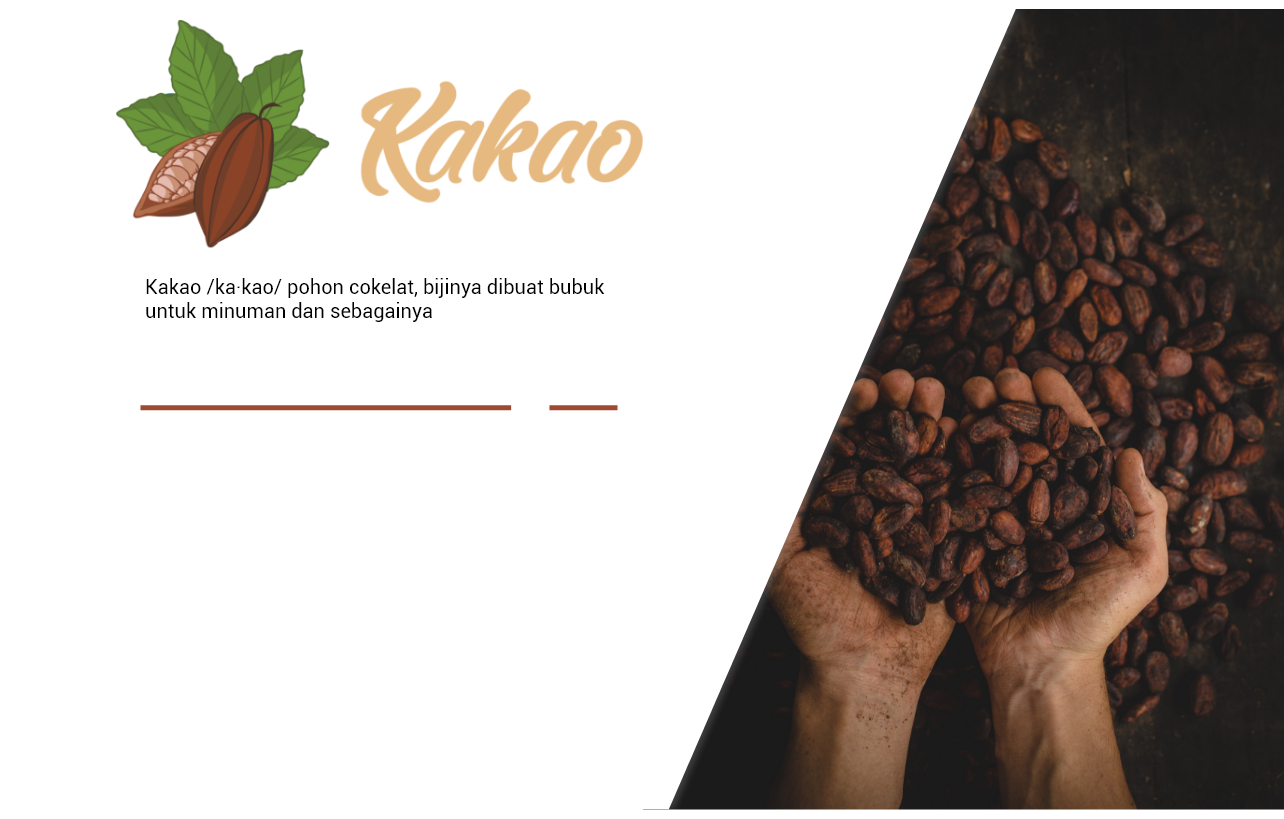 Kakao
Kakao /ka·kao/ pohon cokelat, bijinya dibuat bubuk
untuk minuman dan sebagainya